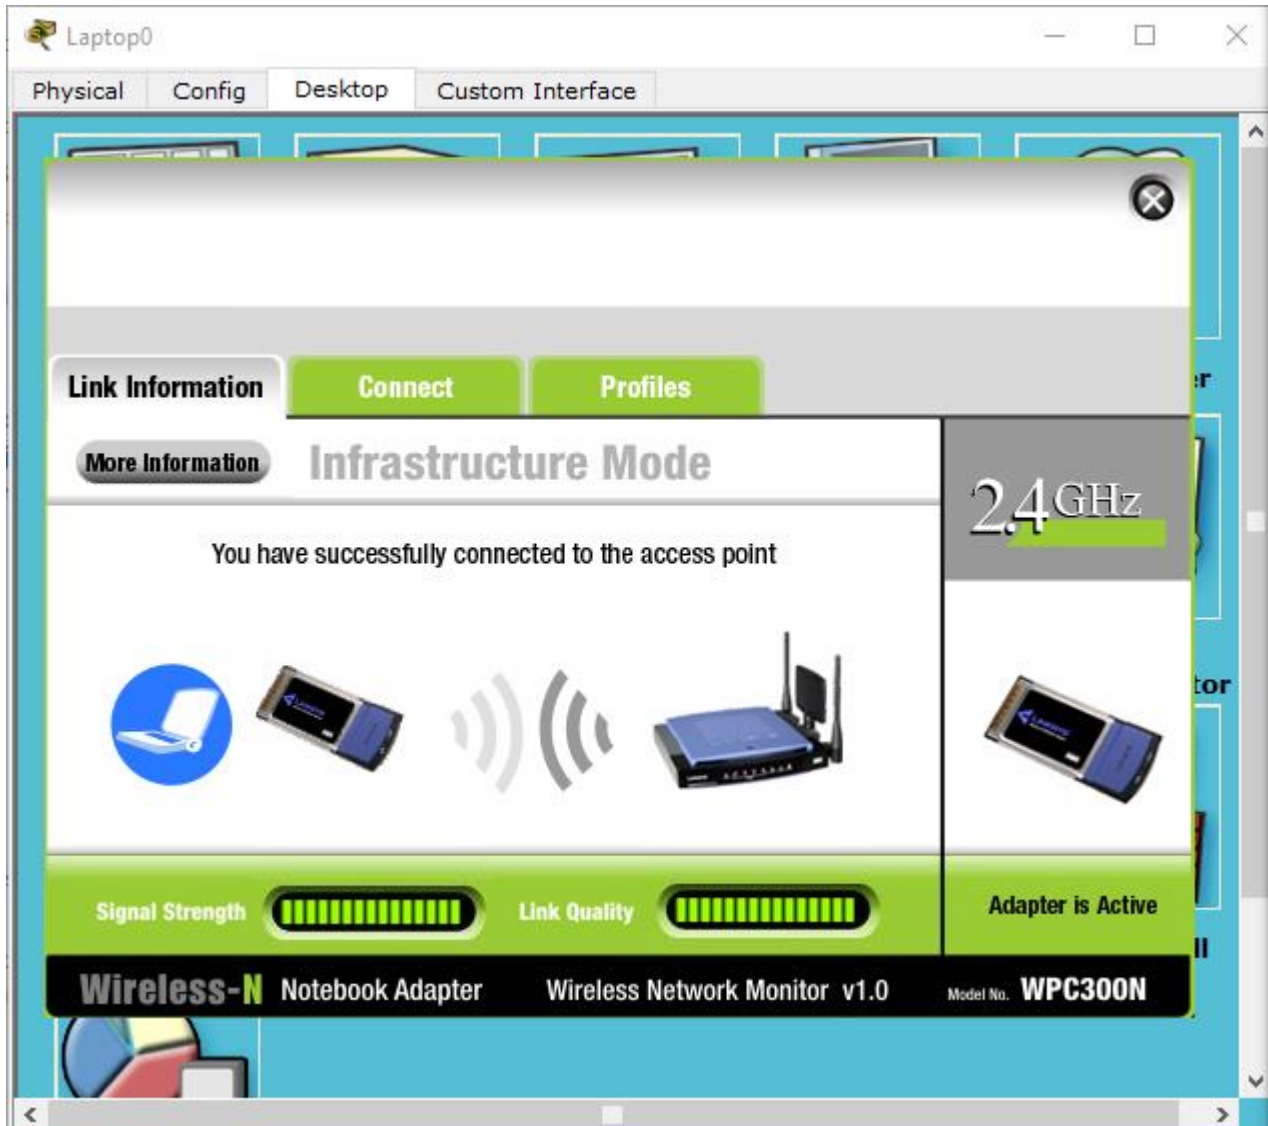 Laptop0
Physical Config Desktop Custom Interface
Link Information Connect Profiles
More Information Infrastructure Mode
2.4 GHz
You have successfully connected to the access point
Signal Strength Link Quality Adapter is Active
Wireless-N Notebook Adapter Wireless Network Monitor v1.0 Model No. WPC300N